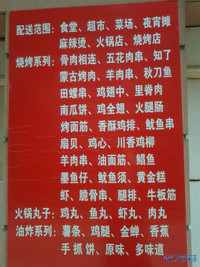 配送范围：食堂、超市、菜场、夜宵摊
麻辣烫、火锅店、烧烤店
烧烤系列：骨肉相连、五花肉串、知了
蒙古烤肉、羊肉串、秋刀鱼
田螺串、鸡翅中、里脊肉
南瓜饼、鸡全翅、火腿肠
烤面筋、香酥鸡排、鱿鱼串
扇贝、鸡心、川香鸡柳
羊肉串、油面筋、鲳鱼
墨鱼仔、鱿鱼须、黄金糕
虾、脆骨串、腿排、牛板筋
火锅丸子：鸡丸、鱼丸、虾丸、肉丸
油炸系列：薯条、鸡腿、金蝉、香蕉
手抓饼、原味、多味道